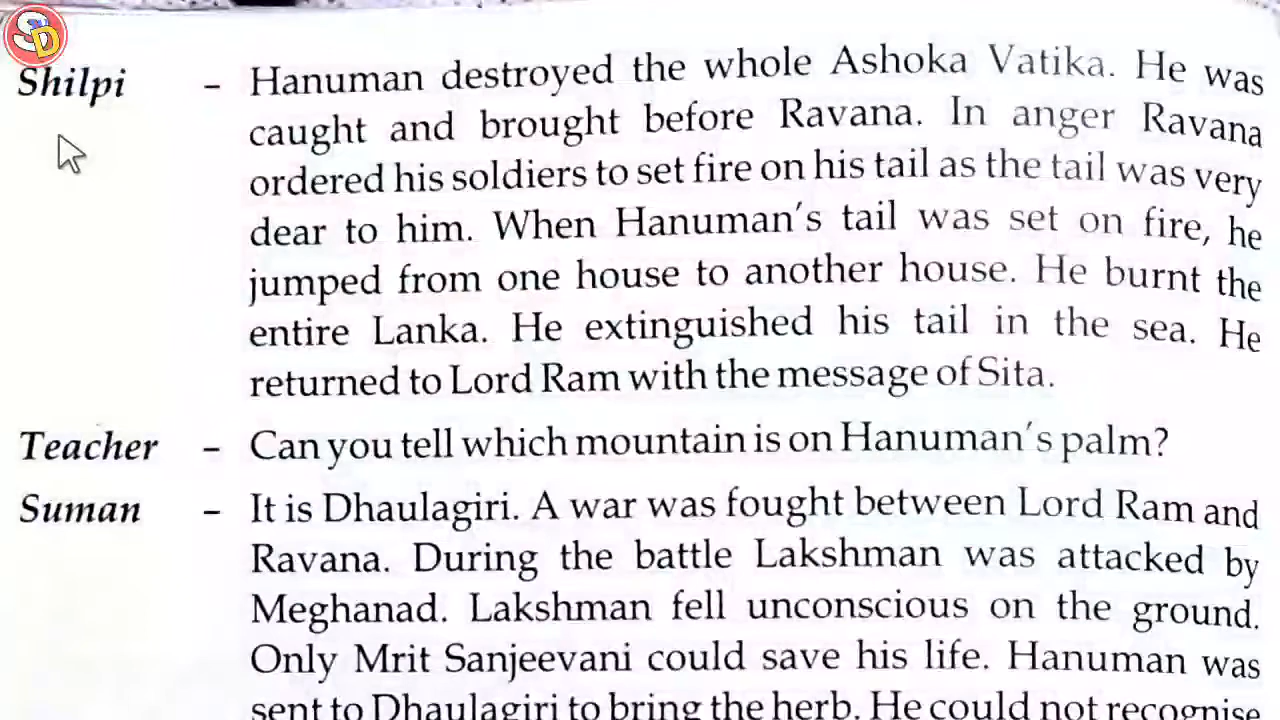 SD
Shilpi - Hanuman destroyed the whole Ashoka Vatika. He was
caught and brought before Ravana. In anger Ravana
ordered his soldiers to set fire on his tail as the tail was very
dear to him. When Hanuman's tail was set on fire, he
jumped from one house to another house. He burnt the
entire Lanka. He extinguished his tail in the sea. He
returned to Lord Ram with the message of Sita.
Teacher - Can you tell which mountain is on Hanuman's palm?
Suman - It is Dhaulagiri. A war was fought between Lord Ram and
Ravana. During the battle Lakshman was attacked by
Meghanad. Lakshman fell unconscious on the ground.
Only Mrit Sanjeevani could save his life. Hanuman was
sent to Dhaulagiri to bring the herb. He could not recognise